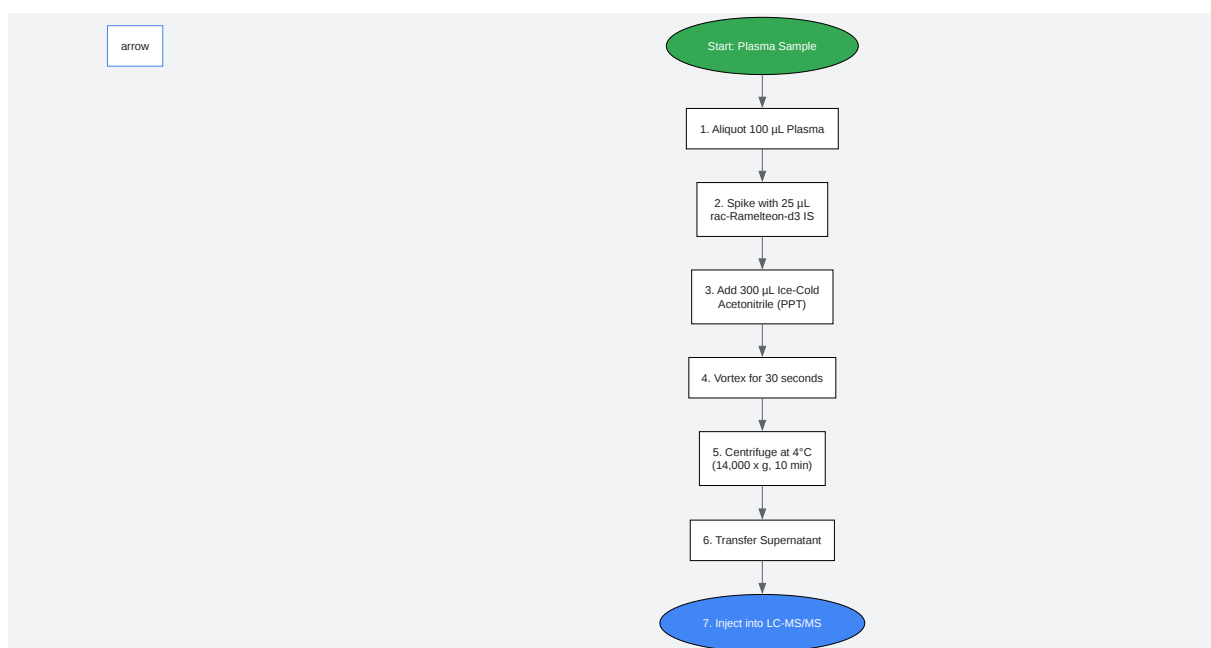 arrow
Start: Plasma Sample
1. Aliquot 100 µL Plasma
2. Spike with 25 µL
rac-Ramelteon-d3 IS
3. Add 300 µL Ice-Cold
Acetonitrile (PPT)
4. Vortex for 30 seconds
5. Centrifuge at 4°C
(14,000 x g, 10 min)
6. Transfer Supernatant
7. Inject into LC-MS/MS